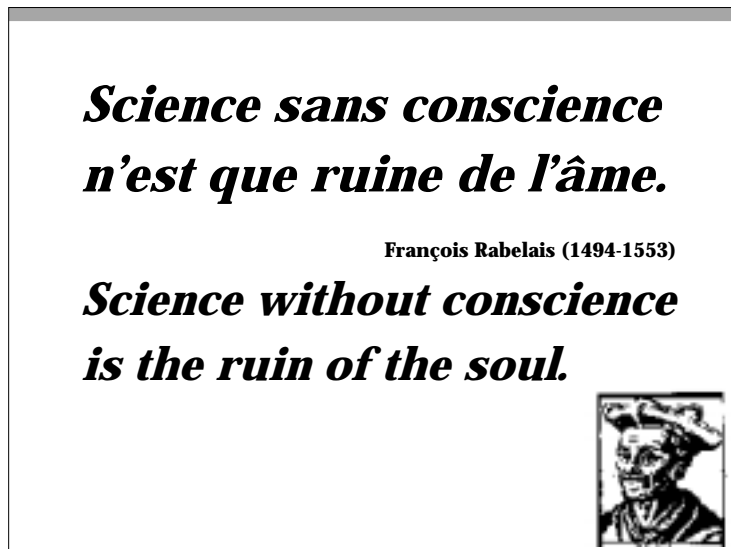 Science sans conscience
n'est que ruine de l'âme.
François Rabelais (1494-1553)
Science without conscience
is the ruin of the soul.